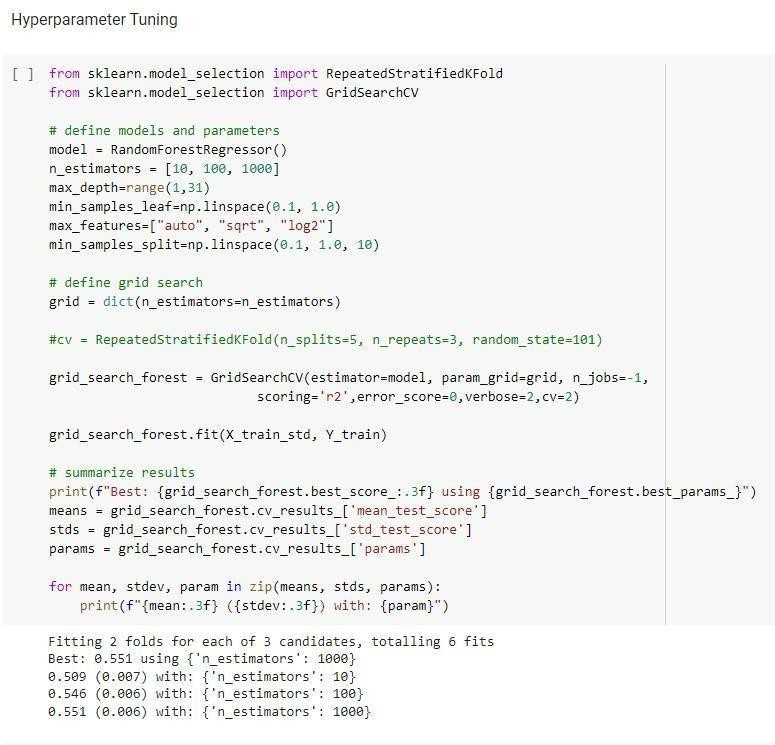 Hyperparameter Tuning
[ ] from sklearn.model_selection import RepeatedStratifiedKFold
from sklearn.model_selection import GridSearchCV
# define models and parameters
model = RandomForestRegressor()
n_estimators = [10, 100, 1000]
max_depth=range(1,31)
min_samples_leaf=np.linspace(0.1, 1.0)
max_features=["auto", "sqrt", "log2"]
min_samples_split=np.linspace(0.1, 1.0, 10)
# define grid search
grid = dict(n_estimators=n_estimators)
#cv = RepeatedStratifiedKFold(n_splits=5, n_repeats=3, random_state=101)
grid_search_forest = GridSearchCV(estimator=model, param_grid=grid, n_jobs=-1,
scoring='r2',error_score=0,verbose=2,cv=2)
grid_search_forest.fit(X_train_std, Y_train)
# summarize results
print(f"Best: {grid_search_forest.best_score_:.3f} using {grid_search_forest.best_params_}")
means = grid_search_forest.cv_results_['mean_test_score']
stds = grid_search_forest.cv_results_['std_test_score']
params = grid_search_forest.cv_results_['params']
for mean, stdev, param in zip(means, stds, params):
print(f"{mean:.3f} ({stdev:.3f}) with: {param}")
Fitting 2 folds for each of 3 candidates, totalling 6 fits
Best: 0.551 using {'n_estimators': 1000}
0.509 (0.007) with: {'n_estimators': 10}
0.546 (0.006) with: {'n_estimators': 100}
0.551 (0.006) with: {'n_estimators': 1000}